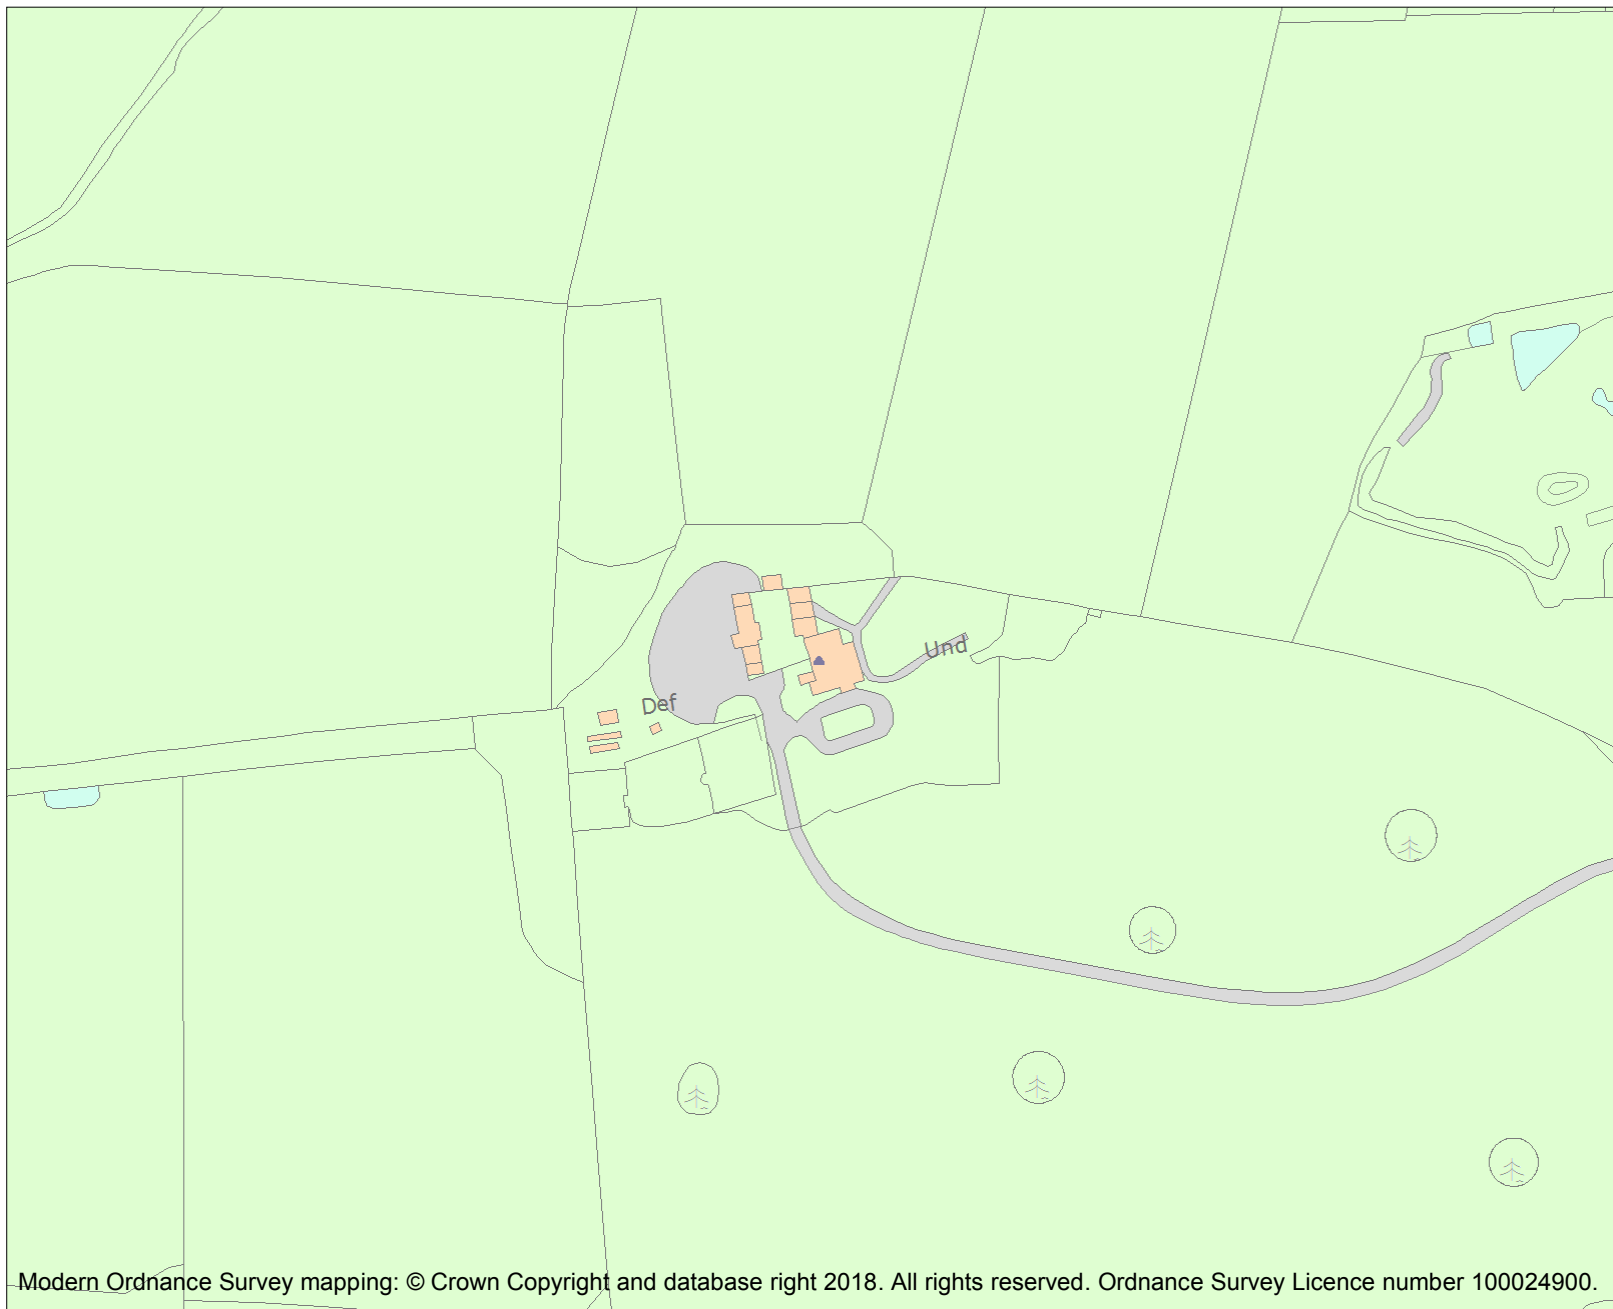 Und
Def
Modern Ordnance Survey mapping: © Crown Copyright and database right 2018. All rights reserved. Ordnance Survey Licence number 100024900.